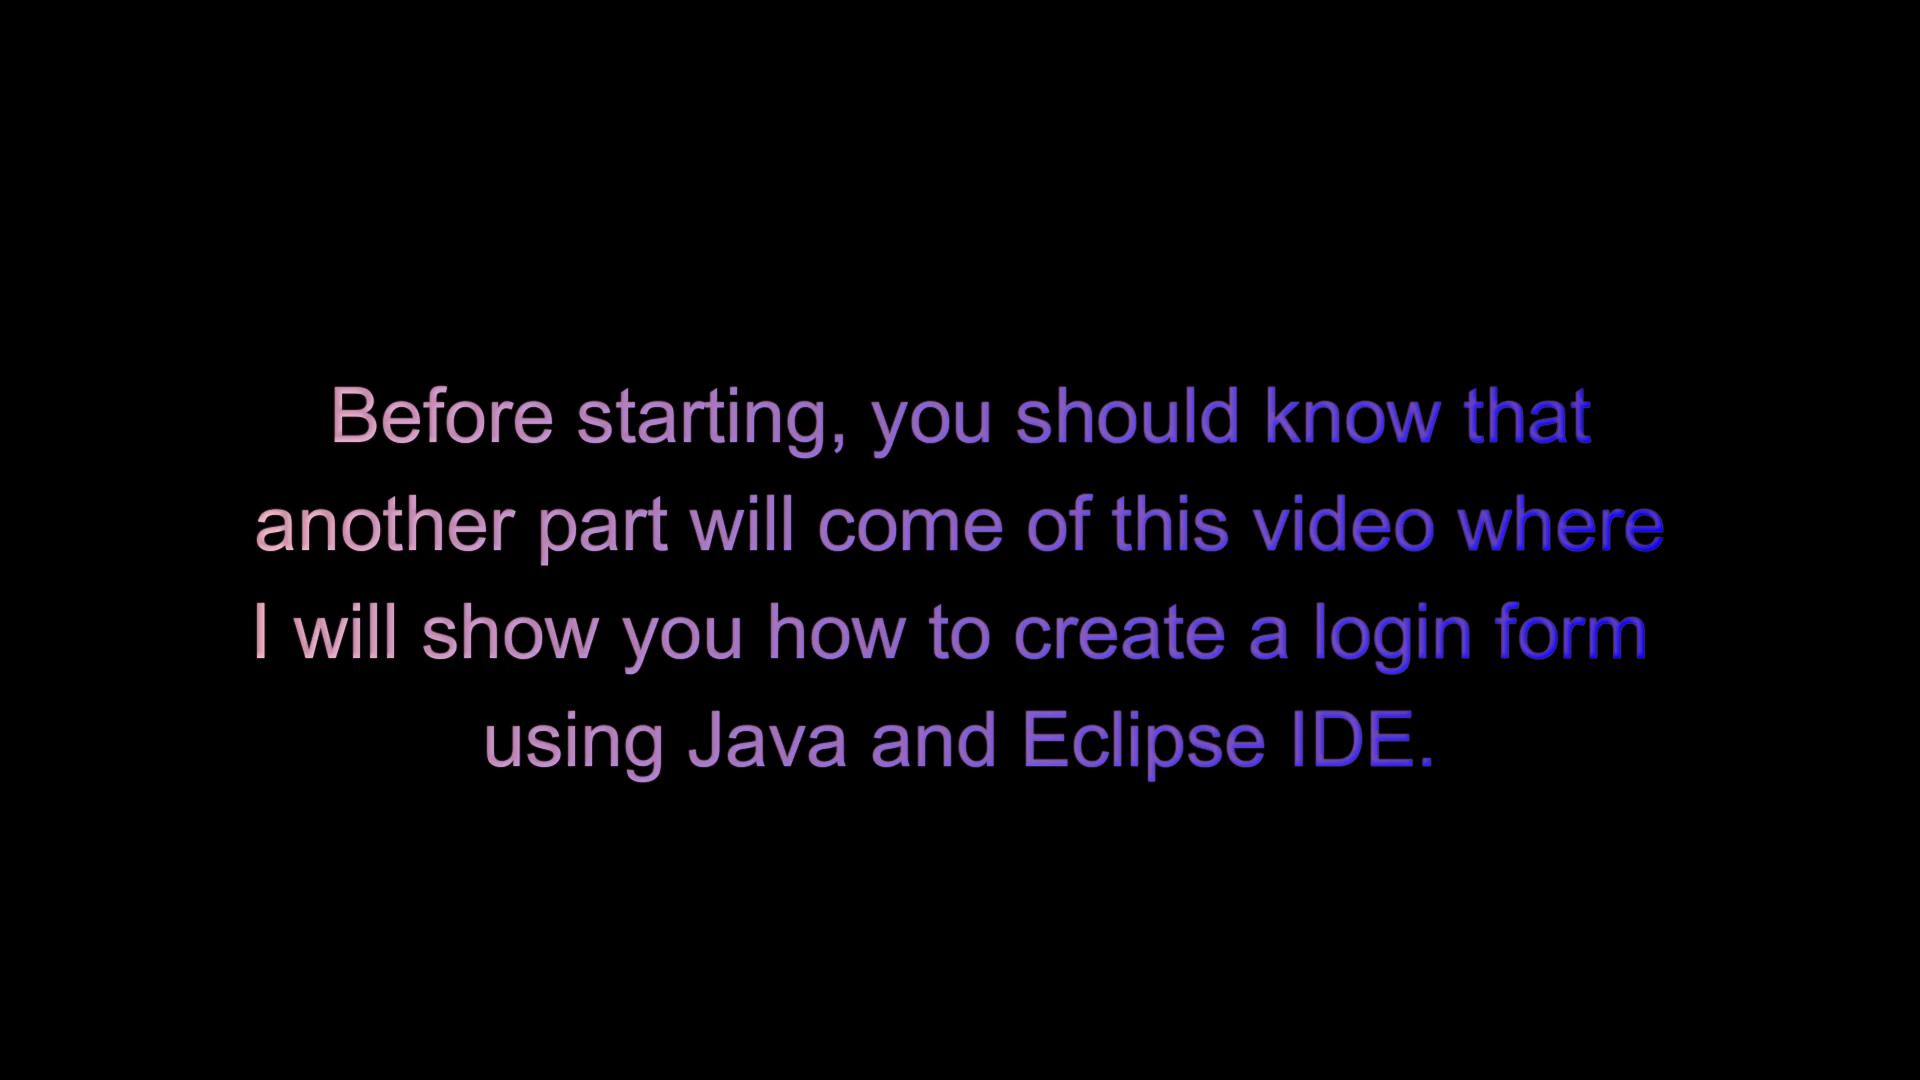 Before starting, you should know that
another part will come of this video where
I will show you how to create a login form
using Java and Eclipse IDE.